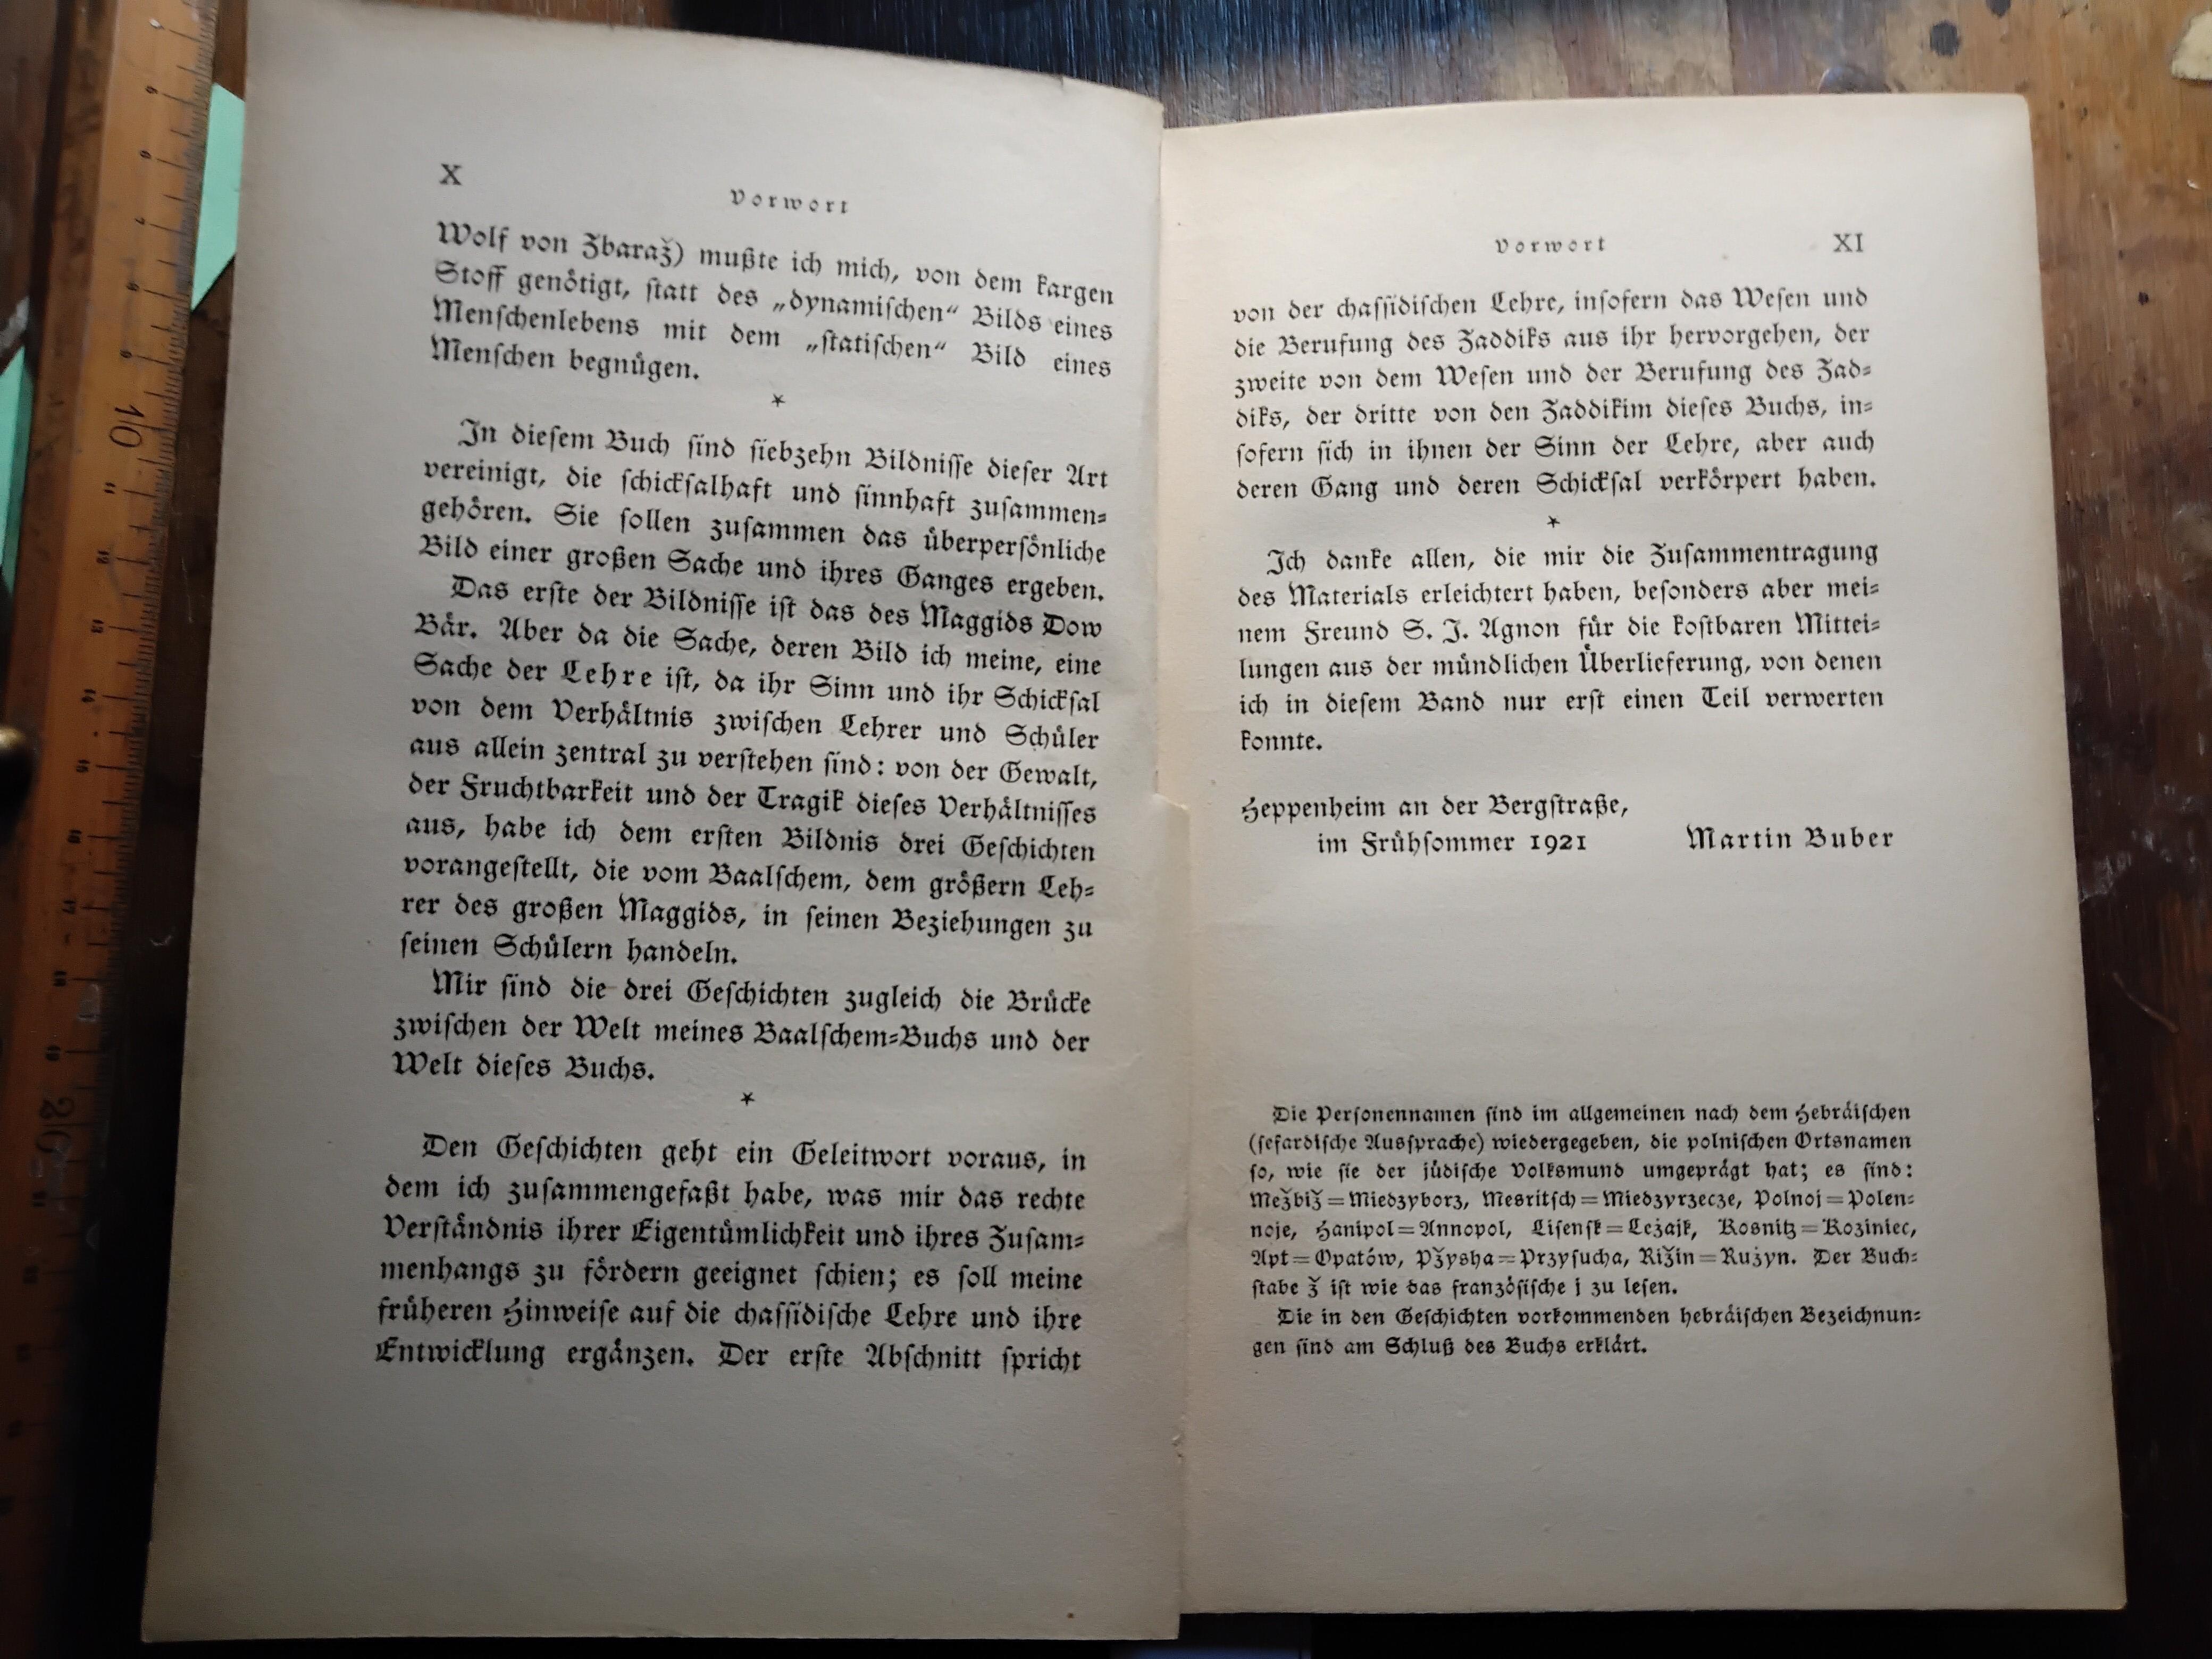 X
Vorwort
Wolf von Zbaraž) mußte ich mich, von dem kargen
Stoff genötigt, ſtatt des „dynamiſchen“ Bilds eines
Menſchenlebens mit dem „ſtatiſchen“ Bild eines
Menſchen begnügen.
*
In dieſem Buch ſind ſiebzehn Bildniſſe dieſer Art
vereinigt, die ſchickſalhaft und ſinnhaft zuſammen⸗
gehören. Sie ſollen zuſammen das überperſönliche
Bild einer großen Sache und ihres Ganges ergeben.
Das erſte der Bildniſſe iſt das des Maggids Dow
Bär. Aber da die Sache, deren Bild ich meine, eine
Sache der Lehre iſt, da ihr Sinn und ihr Schickſal
von dem Verhältnis zwiſchen Lehrer und Schüler
aus allein zentral zu verſtehen ſind: von der Gewalt,
der Fruchtbarkeit und der Tragik dieſes Verhältniſſes
aus, habe ich dem erſten Bildnis drei Geſchichten
vorangeſtellt, die vom Baalſchem, dem größern Leh⸗
rer des großen Maggids, in ſeinen Beziehungen zu
ſeinen Schülern handeln.
Mir ſind die drei Geſchichten zugleich die Brücke
zwiſchen der Welt meines Baalſchem⸗Buchs und der
Welt dieſes Buchs.
*
Den Geſchichten geht ein Geleitwort voraus, in
dem ich zuſammengefaßt habe, was mir das rechte
Verſtändnis ihrer Eigentümlichkeit und ihres Zuſam⸗
menhangs zu fördern geeignet ſchien; es ſoll meine
früheren Hinweiſe auf die chaſſidiſche Lehre und ihre
Entwicklung ergänzen. Der erſte Abſchnitt ſpricht
Vorwort XI
von der chaſſidiſchen Lehre, inſofern das Weſen und
die Berufung des Zaddiks aus ihr hervorgehen, der
zweite von dem Weſen und der Berufung des Zad⸗
diks, der dritte von den Zaddikim dieſes Buchs, in⸗
ſofern ſich in ihnen der Sinn der Lehre, aber auch
deren Gang und deren Schickſal verkörpert haben.
*
Ich danke allen, die mir die Zuſammentragung
des Materials erleichtert haben, beſonders aber mei⸗
nem Freund S. J. Agnon für die koſtbaren Mittei⸗
lungen aus der mündlichen Überlieferung, von denen
ich in dieſem Band nur erſt einen Teil verwerten
konnte.
Heppenheim an der Bergſtraße,
im Frühſommer 1921 Martin Buber
Die Perſonennamen ſind im allgemeinen nach dem Hebräiſchen
(ſefardiſche Ausſprache) wiedergegeben, die polniſchen Ortsnamen
ſo, wie ſie der jüdiſche Volksmund umgeprägt hat; es ſind:
Mežbiž=Miedzyborz, Mesritſch=Miedzyrzecze, Polnoj=Polen⸗
noje, Hanipol=Annopol, Liſenſk=Leżajſk, Kosnitz=Koziniec,
Apt=Opatów, Pžysha=Przyſucha, Rižin=Rużyn. Der Buch⸗
ſtabe ž iſt wie das franzöſiſche j zu leſen.
Die in den Geſchichten vorkommenden hebräiſchen Bezeichnun⸗
gen ſind am Schluß des Buchs erklärt.
10
20